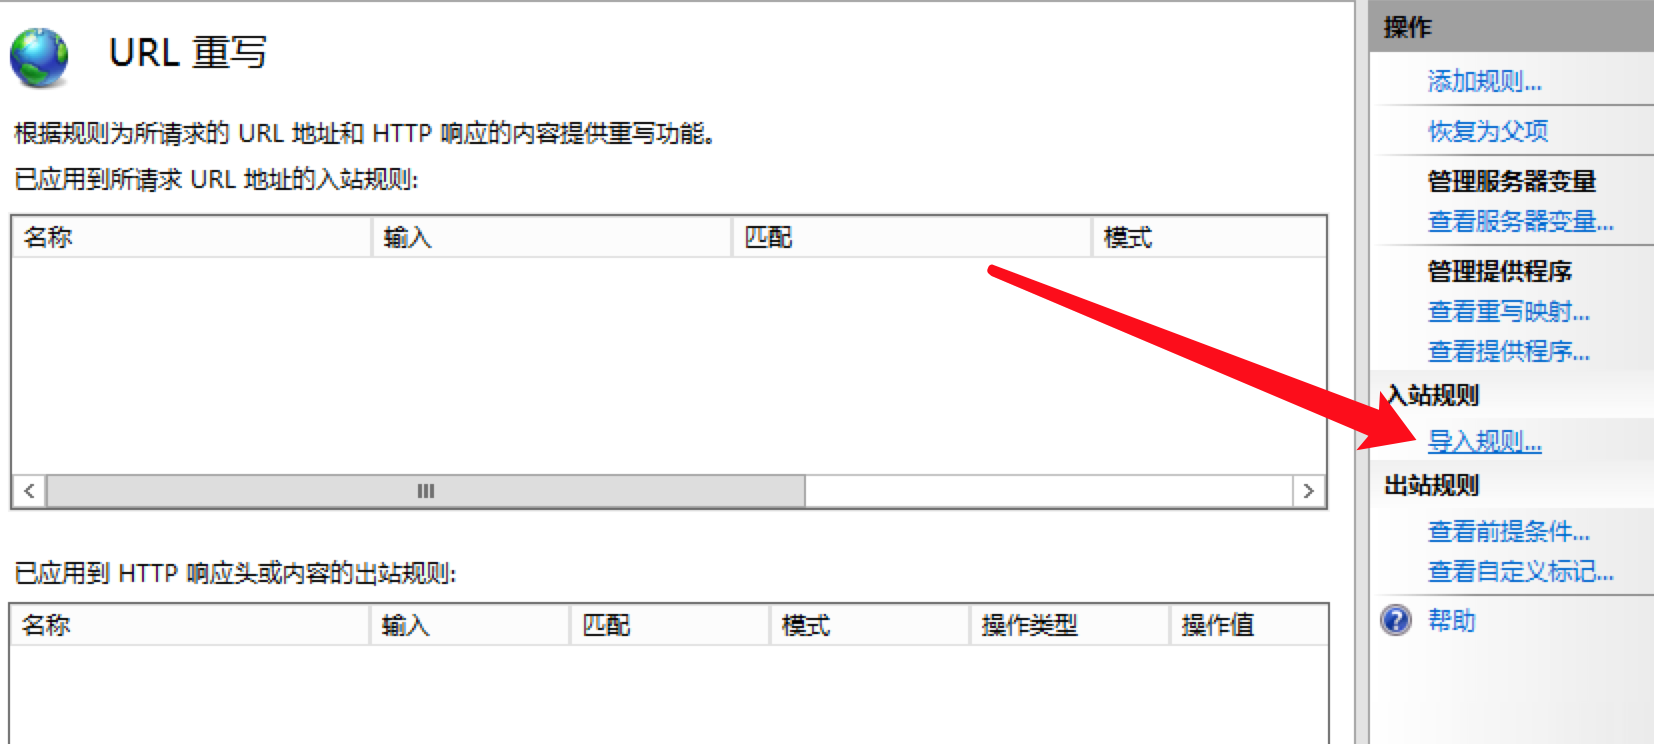 URL 重写
根据规则为所请求的 URL 地址和 HTTP 响应的内容提供重写功能。
已应用到所请求 URL 地址的入站规则:
名称 输入 匹配 模式
已应用到 HTTP 响应头或内容的出站规则:
名称 输入 匹配 模式 操作类型 操作值
操作
添加规则...
恢复为父项
管理服务器变量
查看服务器变量...
管理提供程序
查看重写映射...
查看提供程序...
入站规则
导入规则...
出站规则
查看前提条件...
查看自定义标记...
帮助